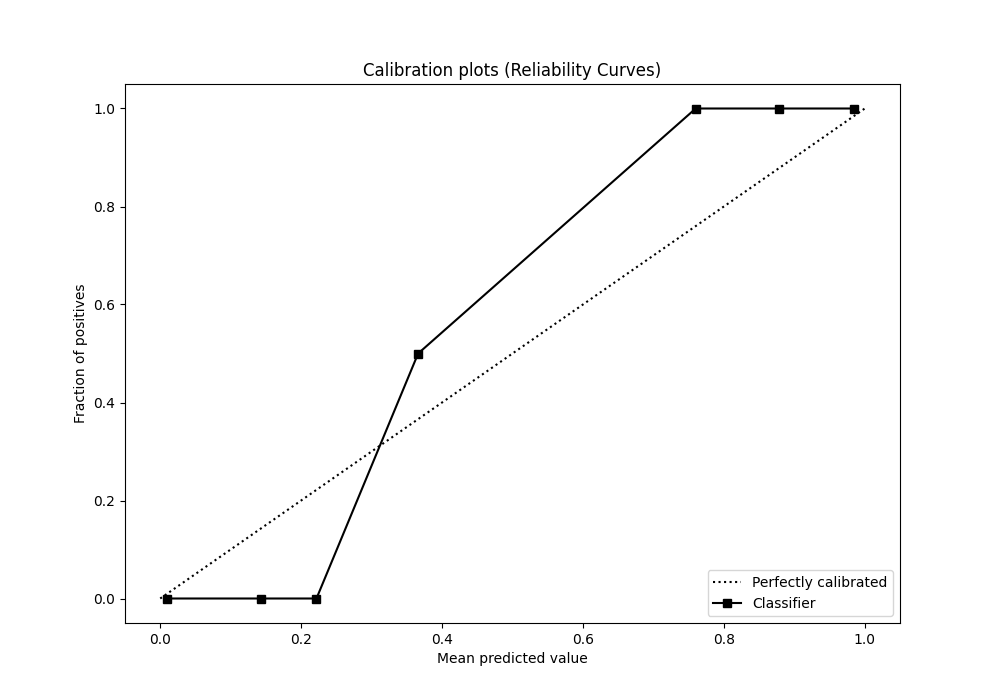 Calibration plots (Reliability Curves)
1.0
0.8
0.6
0.4
0.2
0.0
Fraction of positives
0.0 0.2 0.4 0.6 0.8 1.0
Mean predicted value
Perfectly calibrated
Classifier